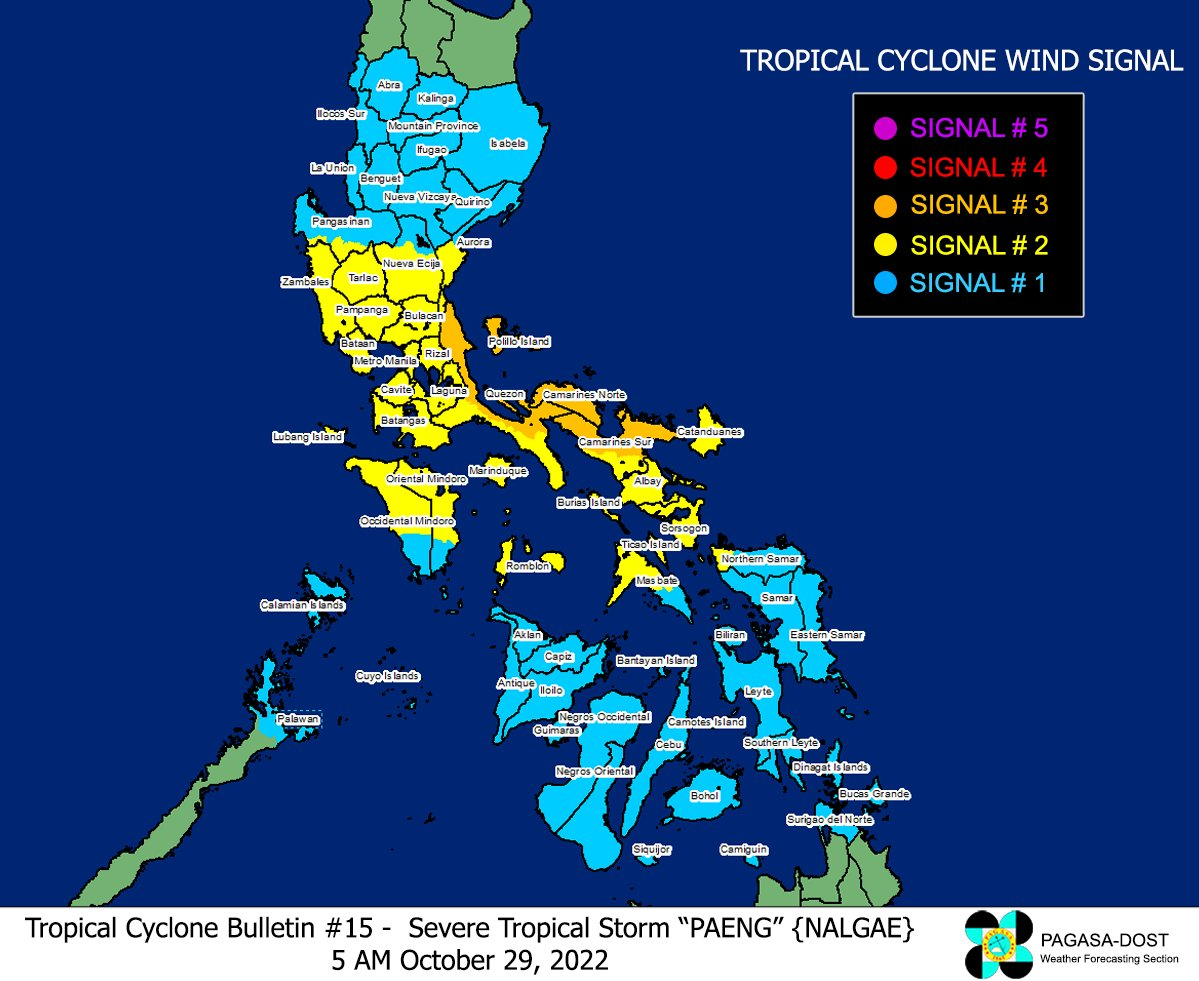 TROPICAL CYCLONE WIND SIGNAL
SIGNAL # 5
SIGNAL # 4
SIGNAL # 3
SIGNAL # 2
SIGNAL # 1
Abra
Kalinga
Ilocos Sur
Mountain Province
Isabela
Ifugao
La Union
Benguet
Nueva Vizcaya
Quirino
Pangasinan
Aurora
Nueva Ecija
Zambales
Tarlac
Pampanga
Bulacan
Bataan
Polillo Island
Rizal
Metro Manila
Cavite
Laguna
Quezon
Camarines Norte
Batangas
Lubang Island
Camarines Sur
Catanduanes
Marinduque
Oriental Mindoro
Albay
Burias Island
Occidental Mindoro
Sorsogon
Ticao Island
Northern Samar
Romblon
Masbate
Calamian Islands
Samar
Aklan
Biliran
Eastern Samar
Capiz
Bantayan Island
Cuyo Islands
Antique
Iloilo
Leyte
Palawan
Negros Occidental
Camotes Island
Guimaras
Cebu
Southern Leyte
Negros Oriental
Dinagat Islands
Bohol
Bucas Grande
Surigao del Norte
Siquijor
Camiguin
Tropical Cyclone Bulletin #15 - Severe Tropical Storm “PAENG” {NALGAE}
5 AM October 29, 2022
PAGASA-DOST
Weather Forecasting Section